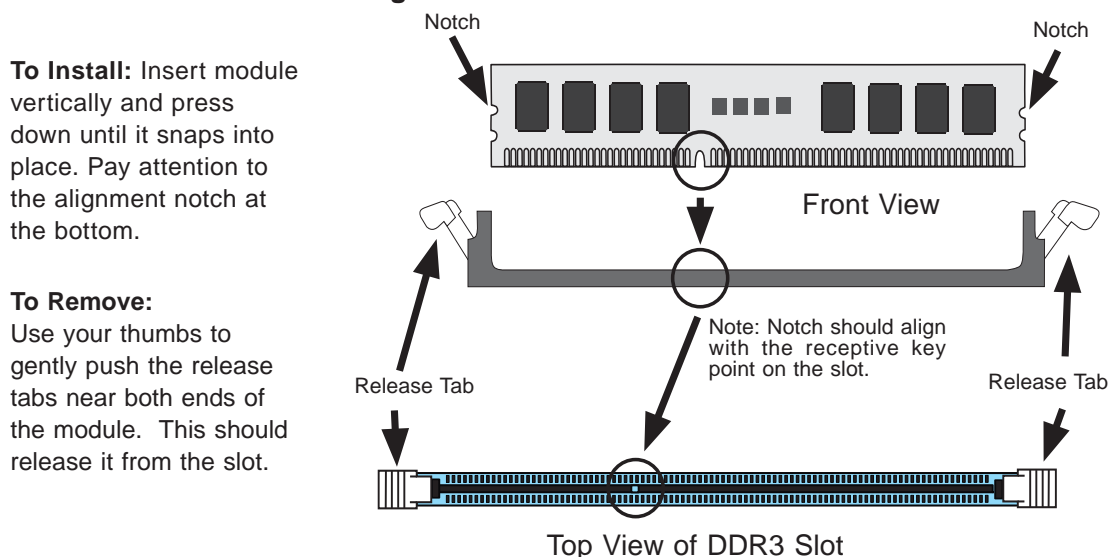 To Install: Insert module
vertically and press
down until it snaps into
place. Pay attention to
the alignment notch at
the bottom.
To Remove:
Use your thumbs to
gently push the release
tabs near both ends of
the module. This should
release it from the slot.
Notch
Notch
Front View
Note: Notch should align
with the receptive key
point on the slot.
Release Tab
Release Tab
Top View of DDR3 Slot